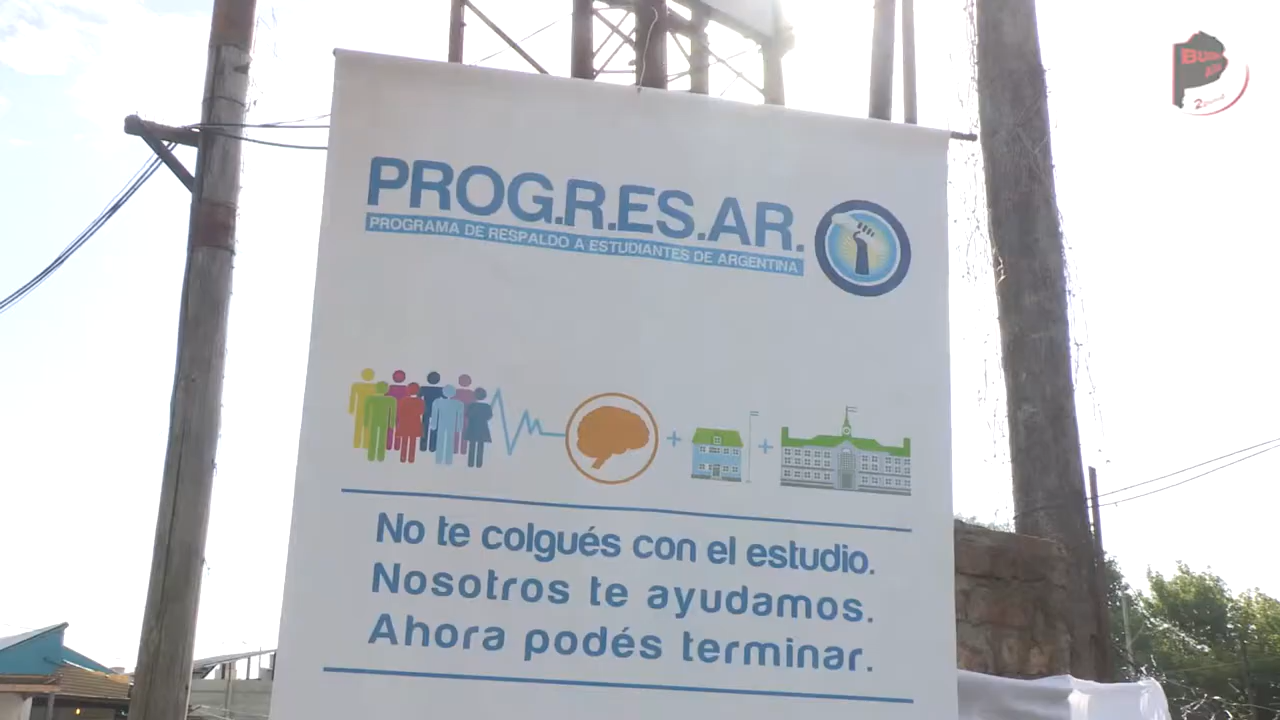 PROG.R.ES.AR.
PROGRAMA DE RESPALDO A ESTUDIANTES DE ARGENTINA
No te colgués con el estudio.
Nosotros te ayudamos.
Ahora podés terminar.